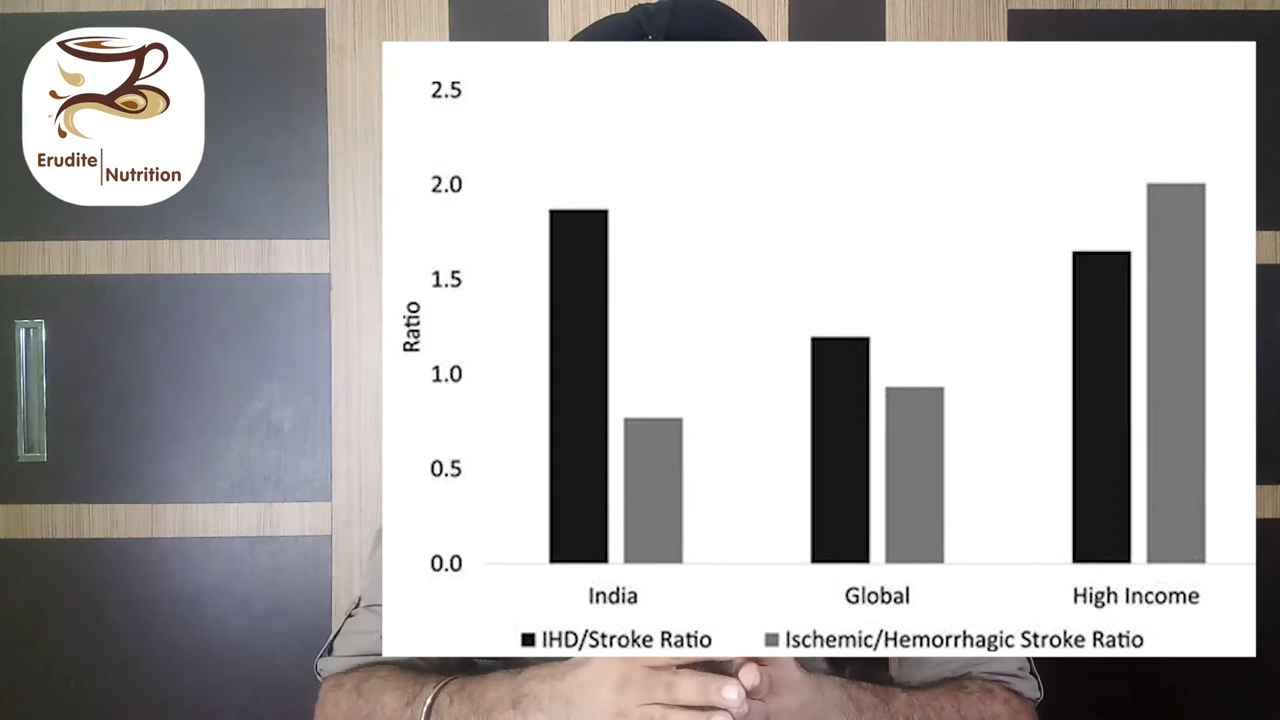 Erudite
Nutrition
2.5
2.0
1.5
1.0
0.5
0.0
Ratio
India
Global
High Income
IHD/Stroke Ratio
Ischemic/Hemorrhagic Stroke Ratio